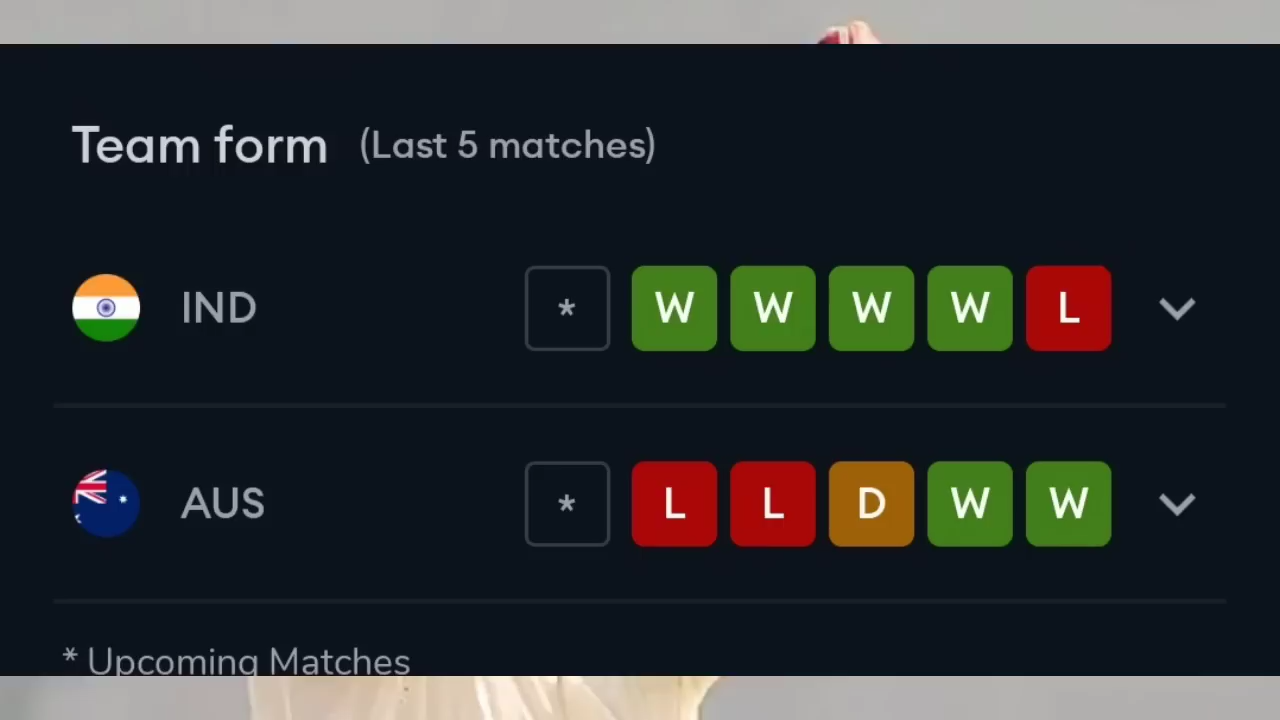 Team form (Last 5 matches)
IND * W W W W L
AUS * L L D W W
* Upcoming Matches